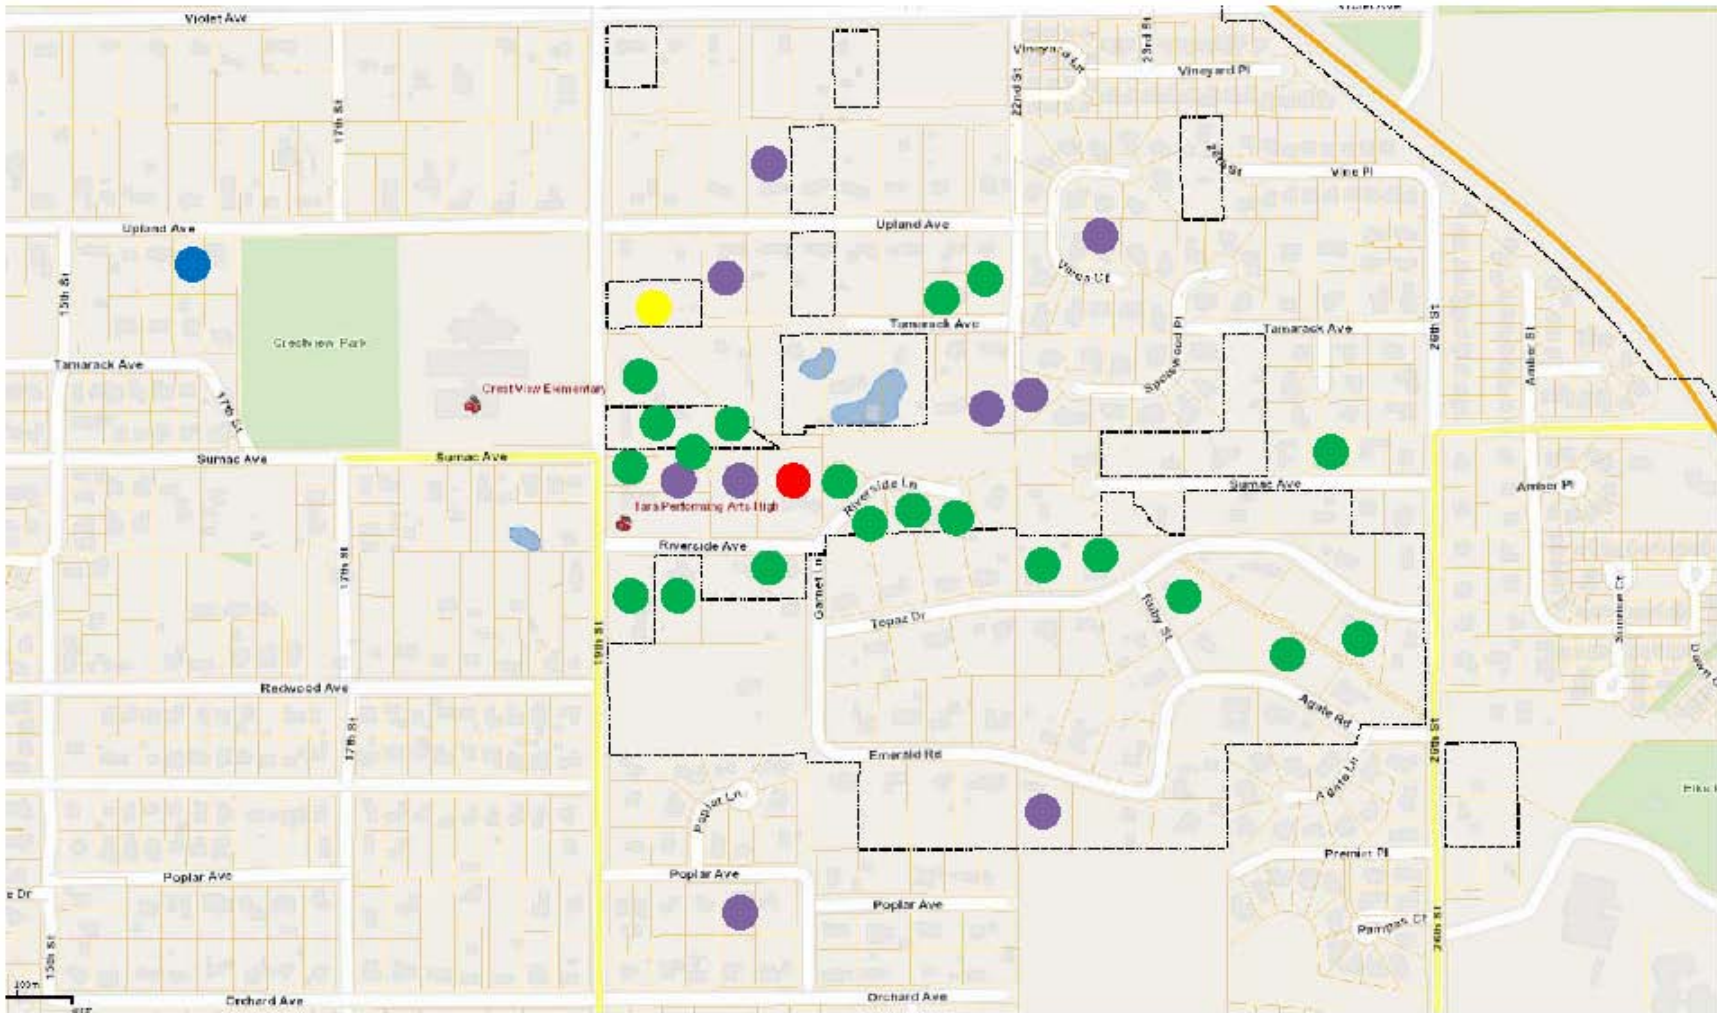 Violet Ave
17th St
22nd St
23rd St
Vineyard Pl
Vine Pl
Upland Ave
Upland Ave
15th St
Crestview Park
Tamarack Ave
Tamarack Ave
Tamarack Ave
26th St
Amber St
Crest View Elementary
17th St
Sumac Ave
Sumac Ave
Sumac Ave
Amber Pl
Riverside Ln
Tara Performing Arts High
Riverside Ave
17th St
Garnet Ln
Topaz Dr
Ruby St
19th St
Redwood Ave
17th St
Agate Rd
26th St
Emerald Rd
Agate Ln
Poplar Ln
Premier Pl
Poplar Ave
Poplar Ave
Poplar Ave
e Dr
Pampas Ct
26th St
15th St
100m
Orchard Ave
Orchard Ave